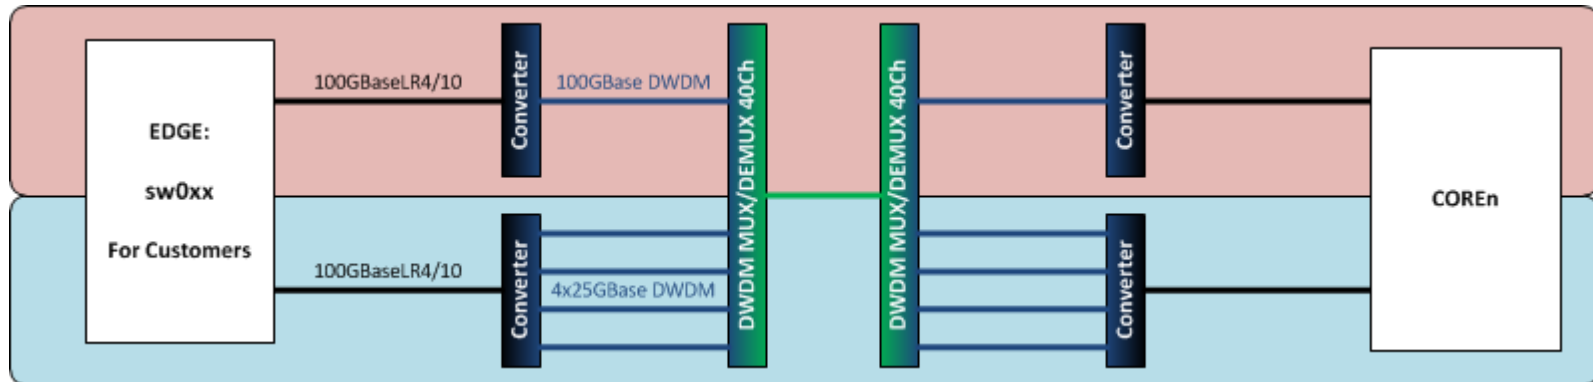 EDGE:
sw0xx
For Customers
100GBaseLR4/10
Converter
100GBase DWDM
DWDM MUX/DEMUX 40Ch
DWDM MUX/DEMUX 40Ch
Converter
COREn
100GBaseLR4/10
Converter
4x25GBase DWDM
Converter